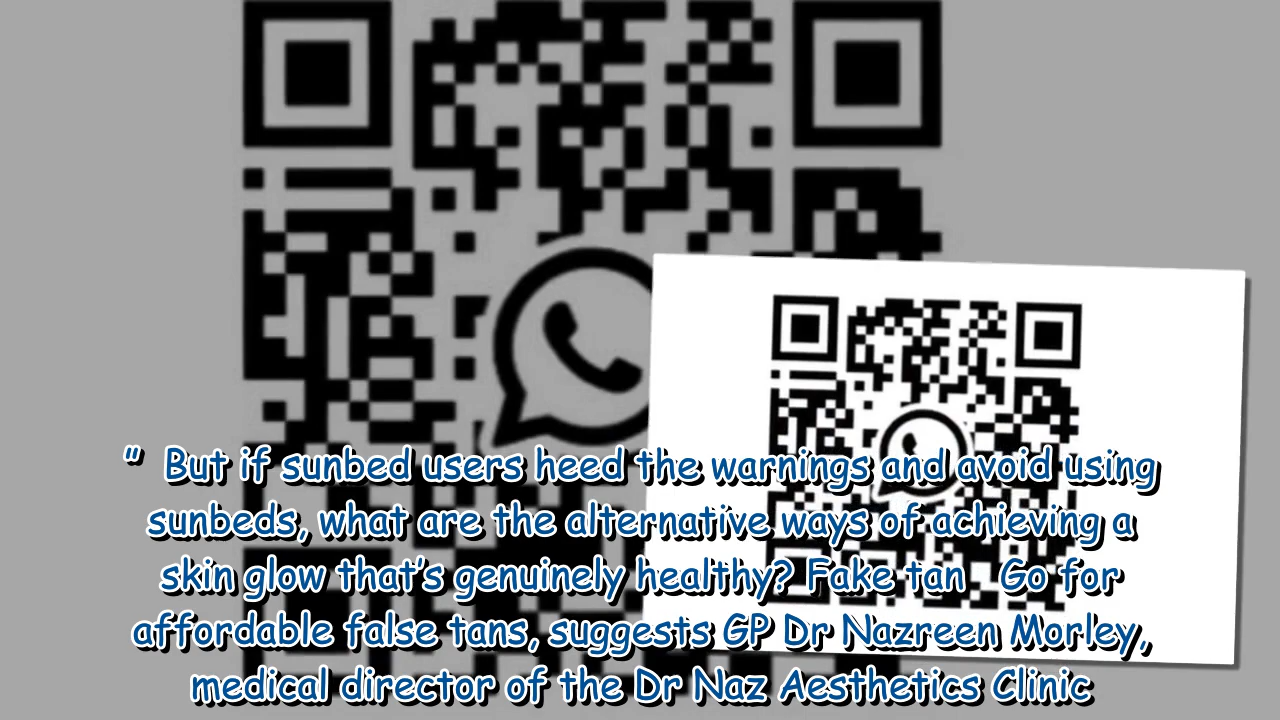 ”  But if sunbed users heed the warnings and avoid using
sunbeds, what are the alternative ways of achieving a
skin glow that’s genuinely healthy? Fake tan   Go for
affordable false tans, suggests GP Dr Nazreen Morley,
medical director of the Dr Naz Aesthetics Clinic